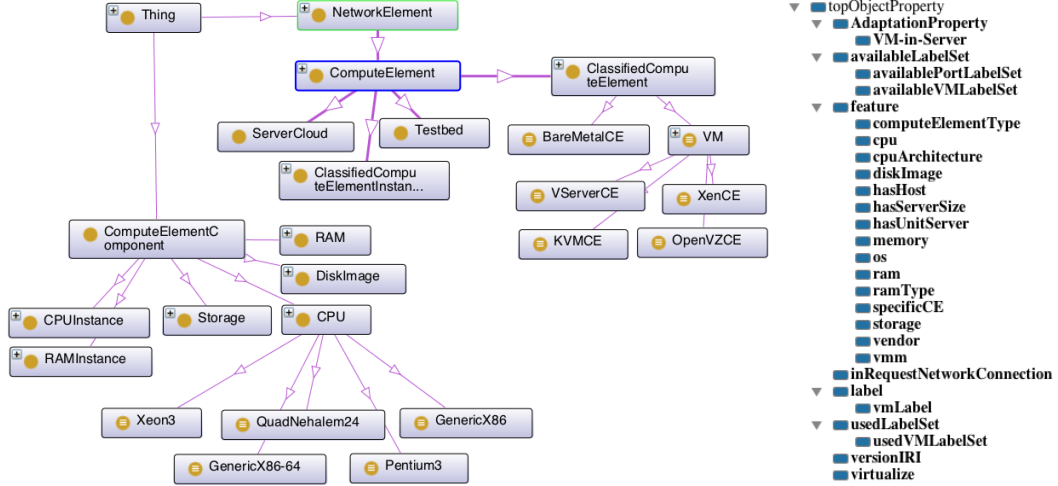 Thing
NetworkElement
ComputeElement
ClassifiedCompu
teElement
ServerCloud
Testbed
BareMetalCE
VM
ClassifiedCompu
teElementInstan...
VServerCE
XenCE
KVMCE
OpenVZCE
ComputeElementC
omponent
RAM
DiskImage
CPUInstance
Storage
CPU
RAMInstance
Xeon3
QuadNehalem24
GenericX86
GenericX86-64
Pentium3
topObjectProperty
AdaptationProperty
VM-in-Server
availableLabelSet
availablePortLabelSet
availableVMLabelSet
feature
computeElementType
cpu
cpuArchitecture
diskImage
hasHost
hasServerSize
hasUnitServer
memory
os
ram
ramType
specificCE
storage
vendor
vmm
inRequestNetworkConnection
label
vmLabel
usedLabelSet
usedVMLabelSet
versionIRI
virtualize